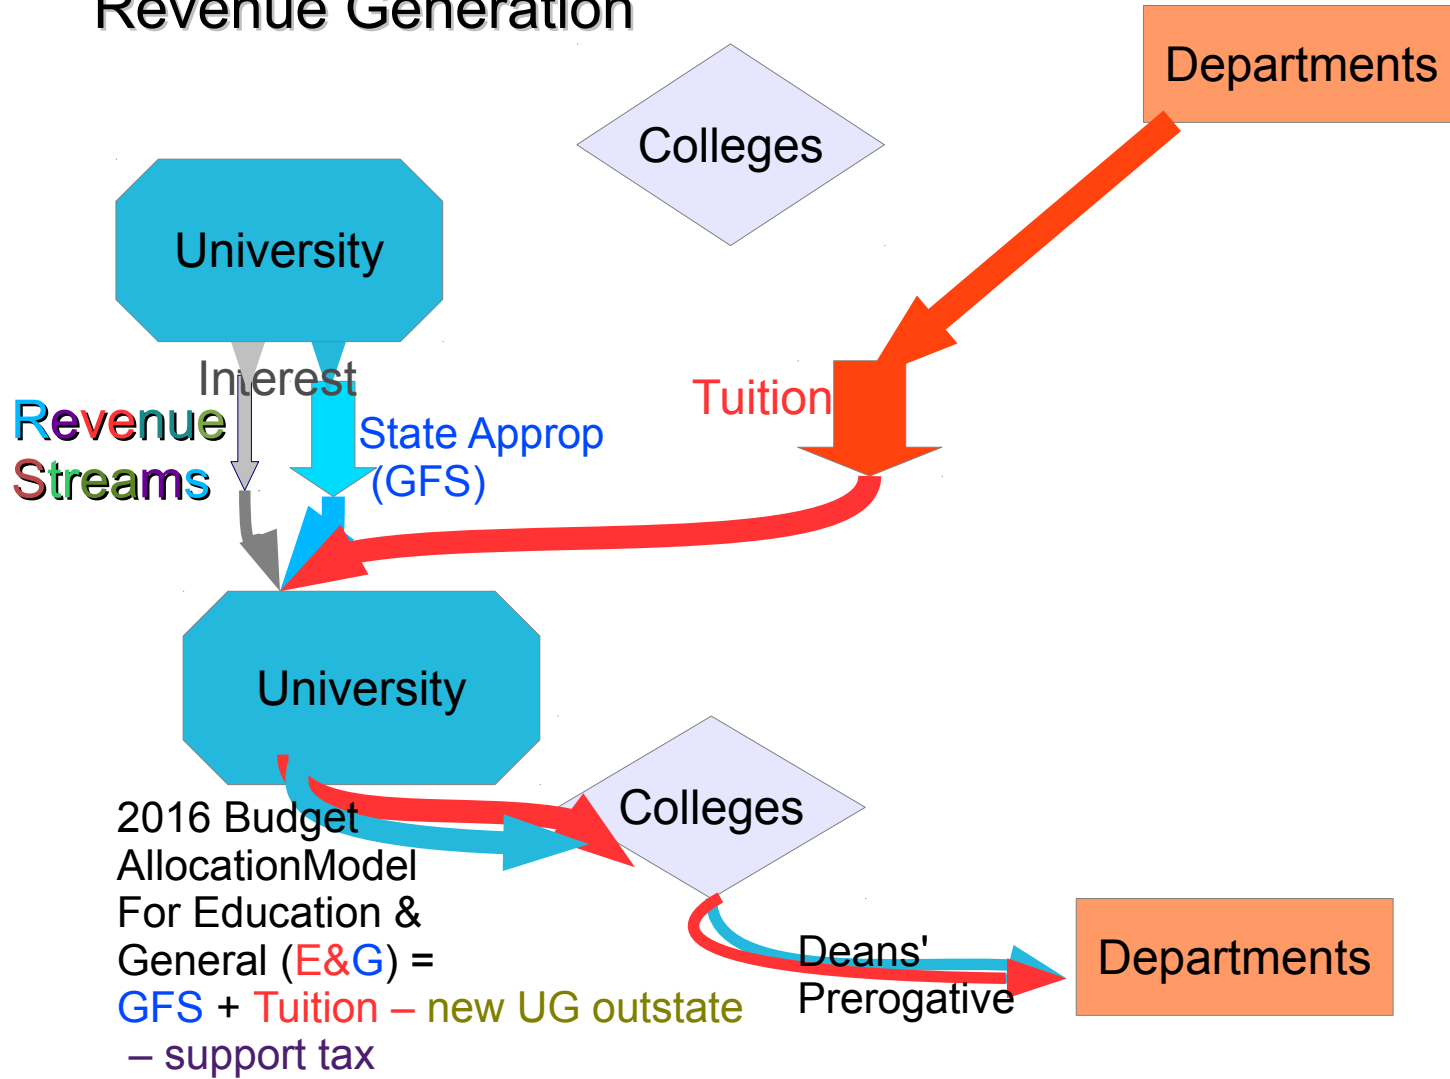 Revenue Generation
Departments
Colleges
University
Interest
Revenue
Streams
State Approp
(GFS)
Tuition
University
Colleges
2016 Budget
AllocationModel
For Education &
General (E&G) =
GFS + Tuition – new UG outstate
– support tax
Deans'
Prerogative
Departments